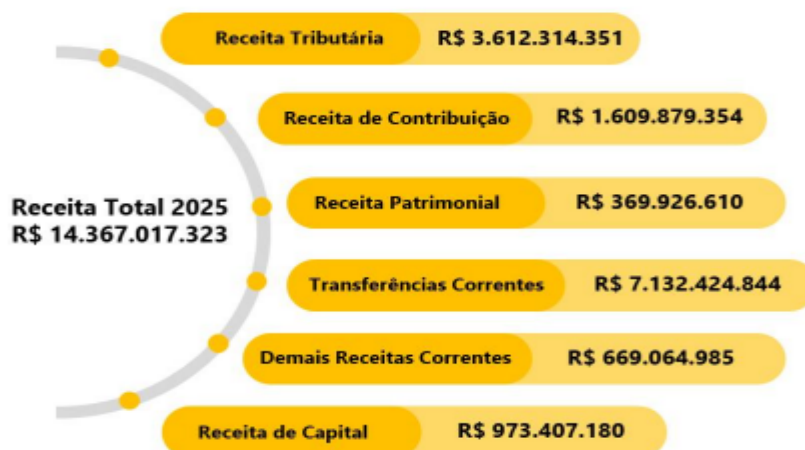 Receita Tributária R$ 3.612.314.351
Receita de Contribuição R$ 1.609.879.354
Receita Total 2025
R$ 14.367.017.323
Receita Patrimonial R$ 369.926.610
Transferências Correntes R$ 7.132.424.844
Demais Receitas Correntes R$ 669.064.985
Receita de Capital R$ 973.407.180